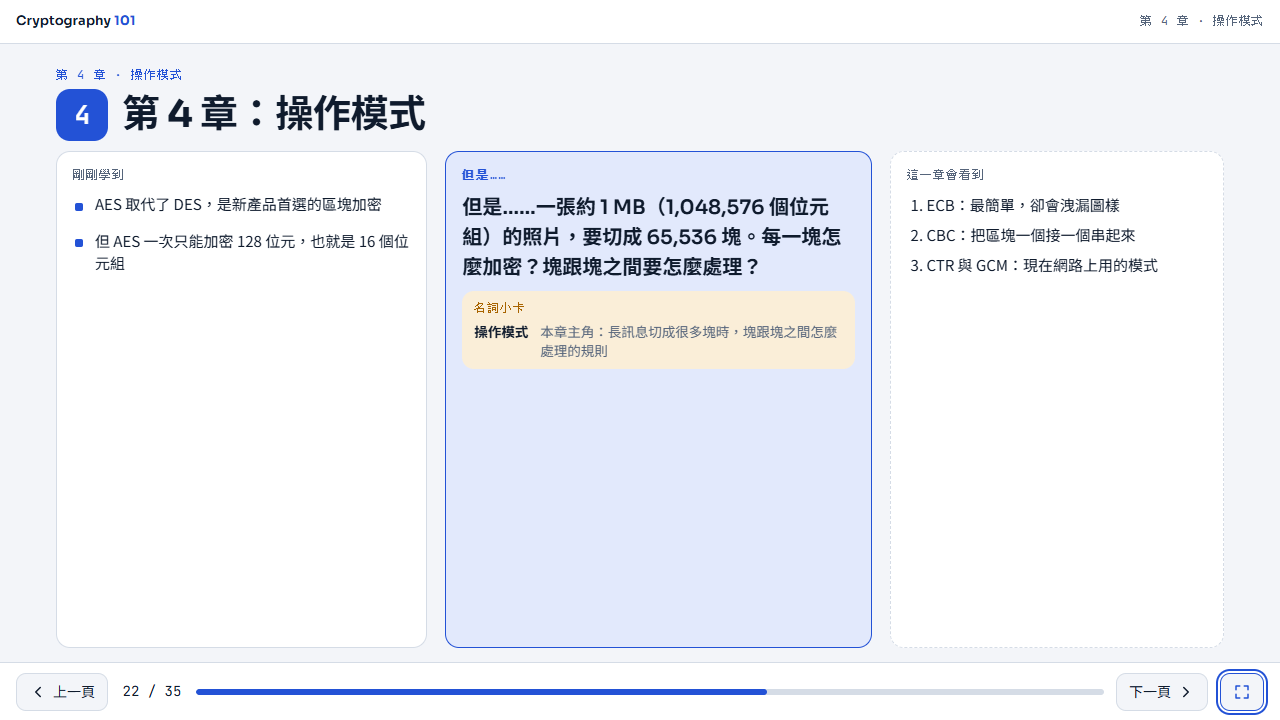 Cryptography 101
第 4 章 · 操作模式
第 4 章 · 操作模式
4
第 4 章：操作模式
剛剛學到
AES 取代了 DES，是新產品首選的區塊加密
但 AES 一次只能加密 128 位元，也就是 16 個位
元組
但是……
但是……一張約 1 MB（1,048,576 個位元
組）的照片，要切成 65,536 塊。每一塊怎
麼加密？塊跟塊之間要怎麼處理？
名詞小卡
操作模式 本章主角：長訊息切成很多塊時，塊跟塊之間怎麼
處理的規則
這一章會看到
1. ECB：最簡單，卻會洩漏圖樣
2. CBC：把區塊一個接一個串起來
3. CTR 與 GCM：現在網路上用的模式
上一頁
22 / 35
下一頁